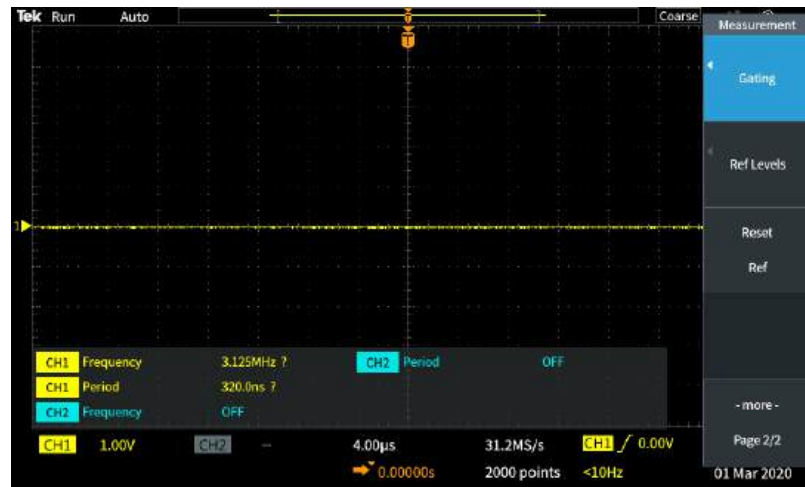 Tek Run Auto Coarse
Measurement
T
T
Gating
Ref Levels
1
Reset
Ref
CH1 Frequency 3.125MHz ? CH2 Period OFF
CH1 Period 320.0ns ?
CH2 Frequency OFF
- more -
Page 2/2
CH1 1.00V CH2 — 4.00µs 31.2MS/s CH1 / 0.00V
0.00000s 2000 points <10Hz 01 Mar 2020